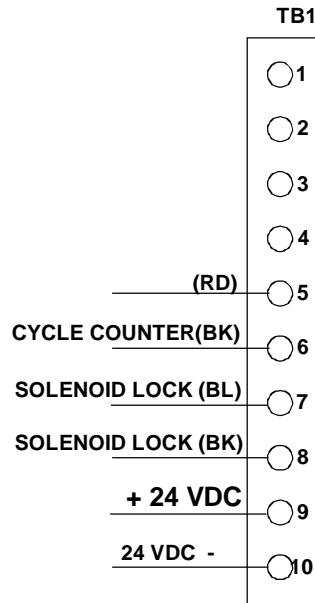 TB1
1
2
3
4
(RD) 5
CYCLE COUNTER(BK) 6
SOLENOID LOCK (BL) 7
SOLENOID LOCK (BK) 8
+ 24 VDC 9
24 VDC - 10